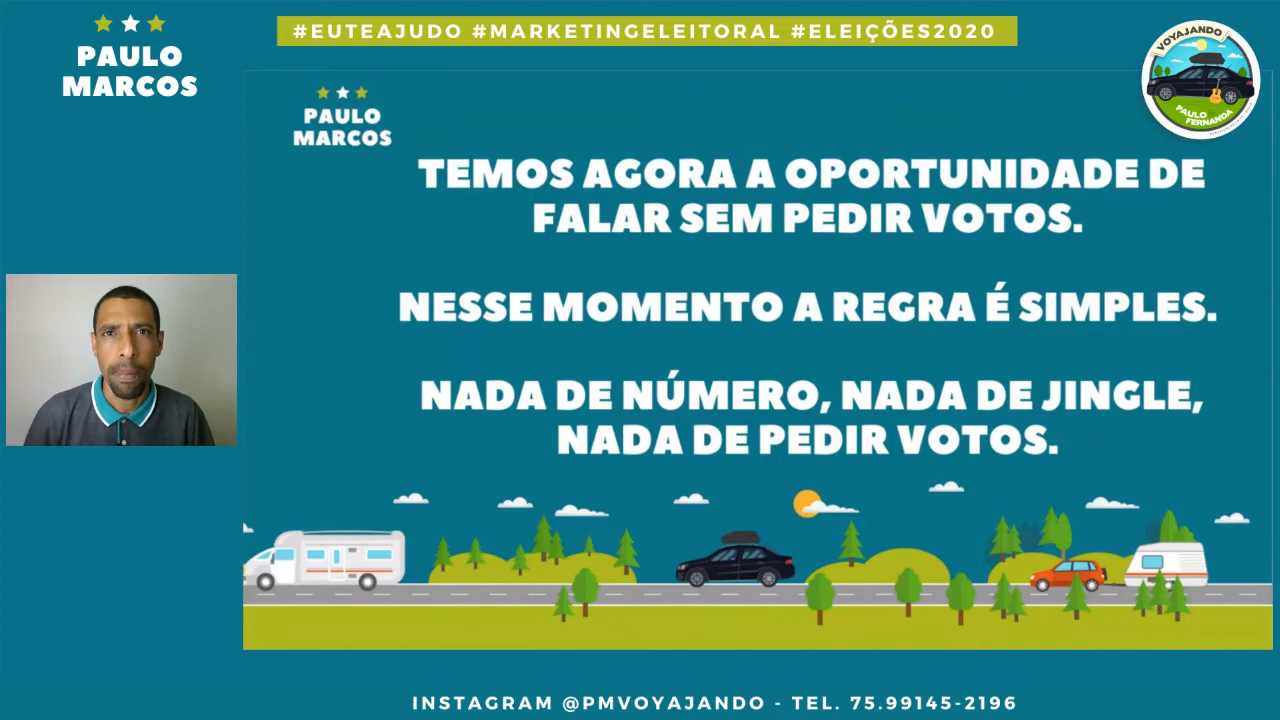 PAULO
MARCOS
#EUTEAJUDO #MARKETINGELEITORAL #ELEIÇÕES2020
VOYAJANDO
PAULO
FERNANDA
PAULO
MARCOS
TEMOS AGORA A OPORTUNIDADE DE
FALAR SEM PEDIR VOTOS.
NESSE MOMENTO A REGRA É SIMPLES.
NADA DE NÚMERO, NADA DE JINGLE,
NADA DE PEDIR VOTOS.
INSTAGRAM @PMVOYAJANDO - TEL. 75.99145-2196